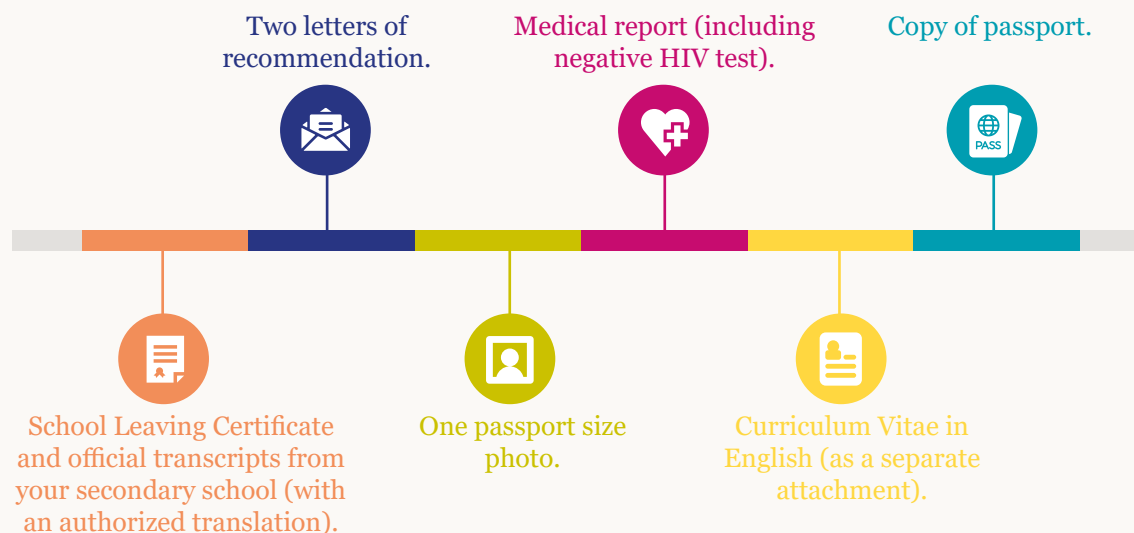 Two letters of
recommendation.
Medical report (including
negative HIV test).
Copy of passport.
PASS
School Leaving Certificate
and official transcripts from
your secondary school (with
an authorized translation).
One passport size
photo.
Curriculum Vitae in
English (as a separate
attachment).